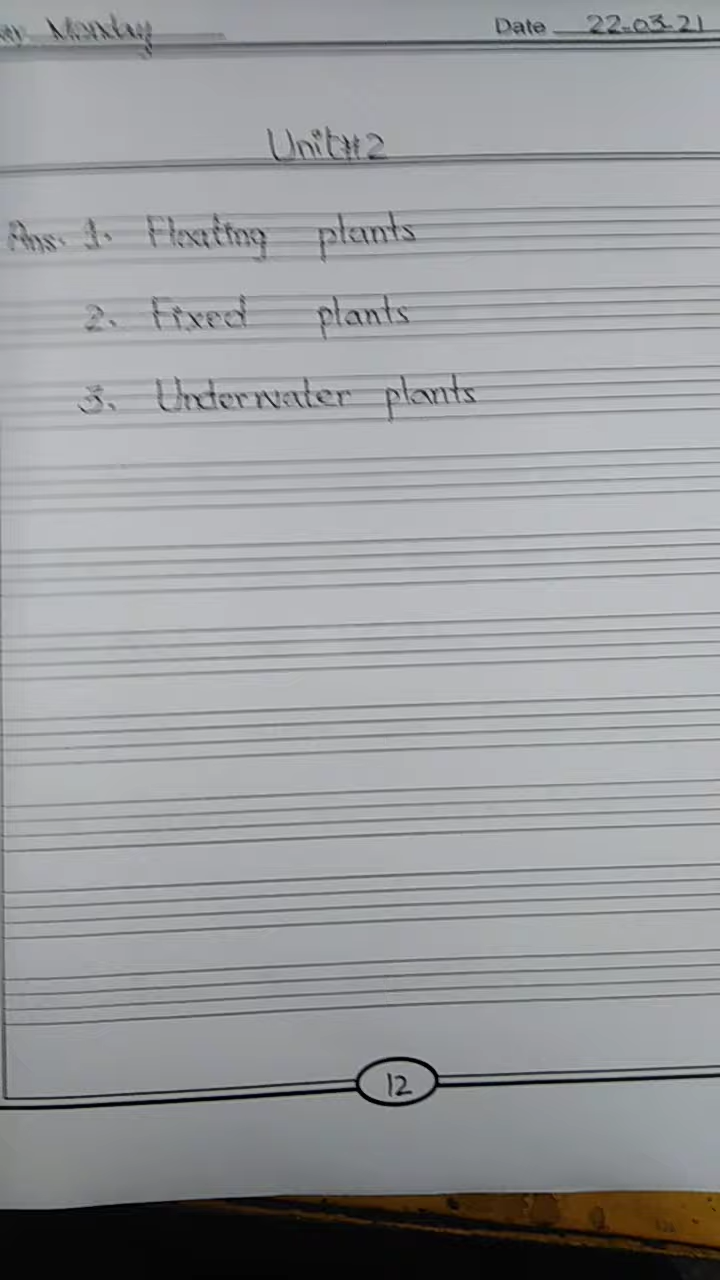 Monday
Date 22-03-21
Unit#2
Ans. 1. Floating plants
2. Fixed plants
3. Underwater plants
12